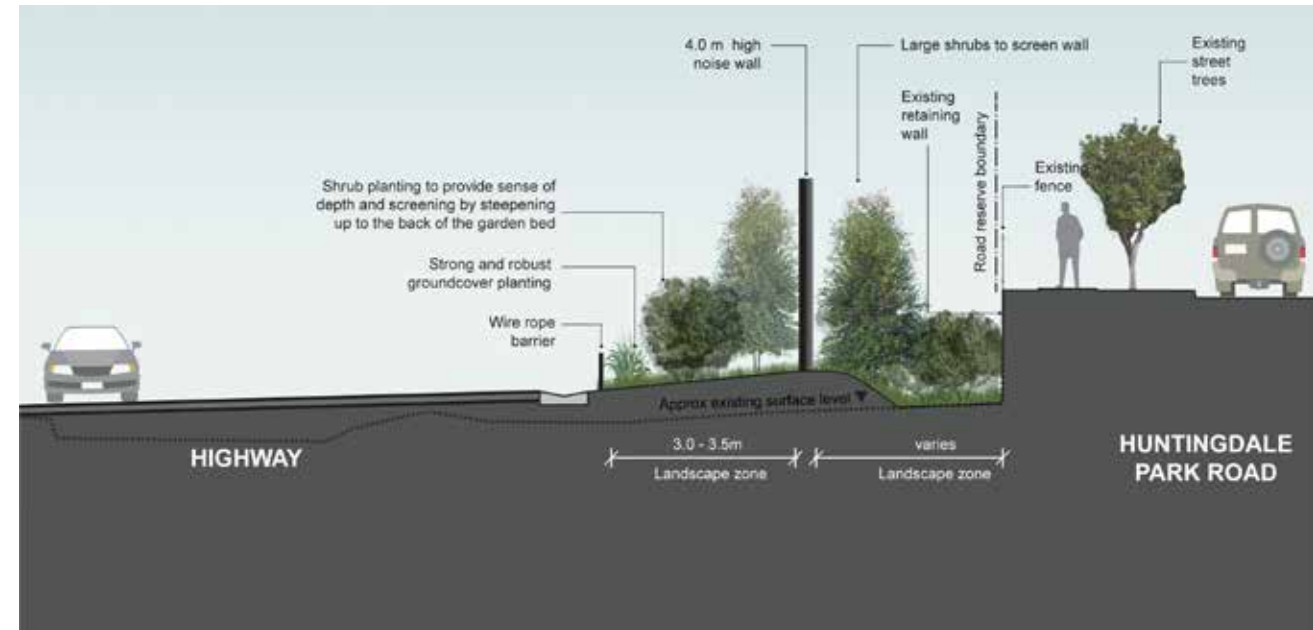 4.0 m high
noise wall
Large shrubs to screen wall
Existing
street
trees
Existing
retaining
wall
Road reserve boundary
Existing
fence
Shrub planting to provide sense of
depth and screening by steepening
up to the back of the garden bed
Strong and robust
groundcover planting
Wire rope
barrier
Approx existing surface level
HIGHWAY
3.0 - 3.5m
Landscape zone
varies
Landscape zone
HUNTINGDALE
PARK ROAD